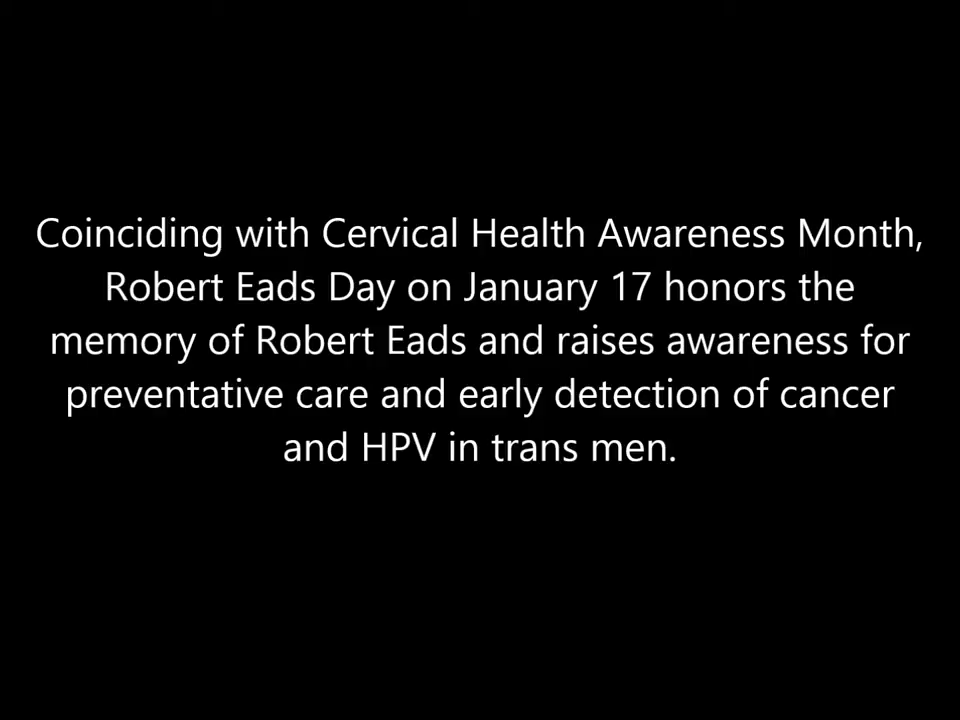 Coinciding with Cervical Health Awareness Month,
Robert Eads Day on January 17 honors the
memory of Robert Eads and raises awareness for
preventative care and early detection of cancer
and HPV in trans men.